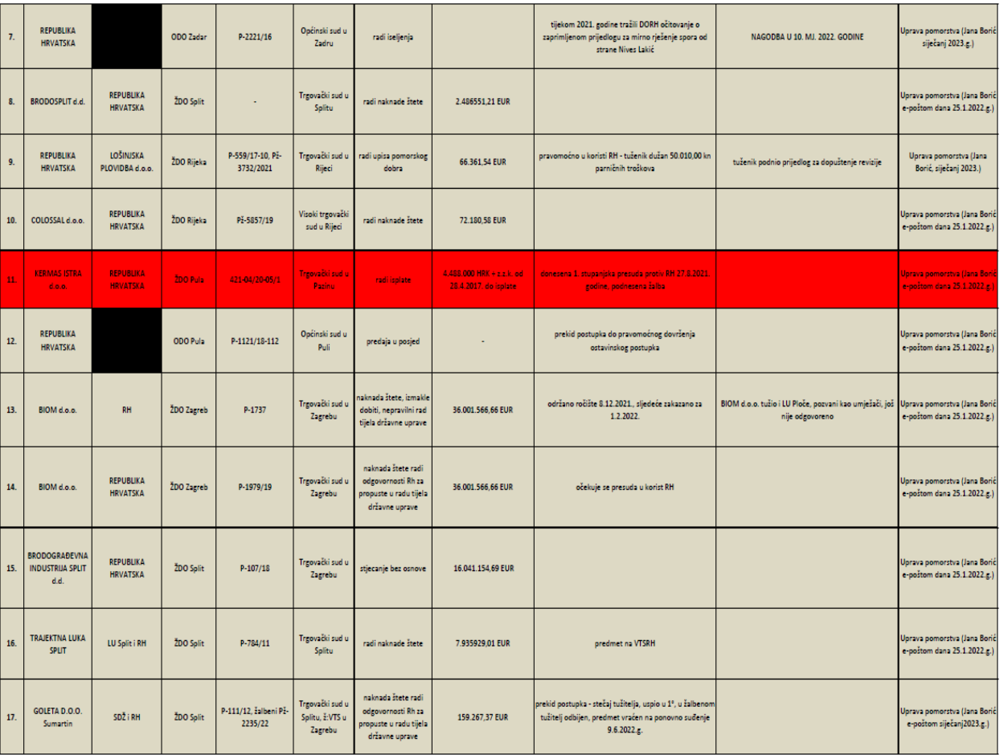 7.
REPUBLIKA
HRVATSKA
ODO Zadar
P-2221/16
Općinski sud u
Zadru
radi iseljenja
tijekom 2021. godine tražili DORH očitovanje o
zaprimljenom prijedlogu za mirno rješenje spora od
strane Nives Lakić
NAGODBA U 10. MJ. 2022. GODINE
Uprava pomorstva (Jana Borić
siječanj 2023.g.)
8.
BRODOSPLIT d.d.
REPUBLIKA
HRVATSKA
ŽDO Split
-
Trgovački sud u
Splitu
radi naknade štete
2.486551,21 EUR
Uprava pomorstva (Jana Borić
e-poštom dana 25.1.2022.g.)
9.
REPUBLIKA
HRVATSKA
LOŠINJSKA
PLOVIDBA d.o.o.
ŽDO Rijeka
P-559/17-10, Pž-
3732/2021
Trgovački sud u
Rijeci
radi upisa pomorskog
dobra
66.361,54 EUR
pravomoćno u koristi RH - tuženik dužan 50.010,00 kn
parničnih troškova
tuženik podnio prijedlog za dopuštenje revizije
Uprava pomorstva (Jana
Borić, siječanj 2023.)
10.
COLOSSAL d.o.o.
REPUBLIKA
HRVATSKA
ŽDO Rijeka
Pž-5857/19
Visoki trgovački
sud u Rijeci
radi naknade štete
72.180,58 EUR
Uprava pomorstva (Jana Borić
e-poštom dana 25.1.2022.g.)
11.
KERMAS ISTRA
d.o.o.
REPUBLIKA
HRVATSKA
ŽDO Pula
421-04/20-05/1
Trgovački sud u
Pazinu
radi isplate
4.488.000 HRK + z.z.k. od
28.4.2017. do isplate
donesena 1. stupanjska presuda protiv RH 27.8.2021.
godine, podnesena žalba
Uprava pomorstva (Jana Borić
e-poštom dana 25.1.2022.g.)
12.
REPUBLIKA
HRVATSKA
ODO Pula
P-1121/18-112
Općinski sud u
Puli
predaja u posjed
-
prekid postupka do pravomoćnog dovršenja
ostavinskog postupka
Uprava pomorstva (Jana Borić
e-poštom dana 25.1.2022.g.)
13.
BIOM d.o.o.
RH
ŽDO Zagreb
P-1737
Trgovački sud u
Zagrebu
naknada štete, izmakle
dobiti, nepravilni rad
tijela državne uprave
36.001.566,66 EUR
održano ročište 8.12.2021., sljedeće zakazano za
1.2.2022.
BIOM d.o.o. tužio i LU Ploče, pozvani kao umješači, još
nije odgovoreno
Uprava pomorstva (Jana Borić
e-poštom dana 25.1.2022.g.)
14.
BIOM d.o.o.
REPUBLIKA
HRVATSKA
ŽDO Zagreb
P-1979/19
Trgovački sud u
Zagrebu
naknada štete radi
odgovornosti Rh za
propuste u radu tijela
državne uprave
36.001.566,66 EUR
očekuje se presuda u korist RH
Uprava pomorstva (Jana Borić
e-poštom dana 25.1.2022.g.)
15.
BRODOGRAĐEVNA
INDUSTRIJA SPLIT
d.d.
REPUBLIKA
HRVATSKA
ŽDO Split
P-107/18
Trgovački sud u
Zagrebu
stjecanje bez osnove
16.041.154,69 EUR
Uprava pomorstva (Jana Borić
e-poštom dana 25.1.2022.g.)
16.
TRAJEKTNA LUKA
SPLIT
LU Split i RH
ŽDO Split
P-784/11
Trgovački sud u
Splitu
radi naknade štete
7.935929,01 EUR
predmet na VTSRH
Uprava pomorstva (Jana Borić
e-poštom dana 25.1.2022.g.)
17.
GOLETA D.O.O.
Sumartin
SDŽ i RH
ŽDO Split
P-111/12, žalbeni Pž-
2235/22
Trgovački sud u
Splitu, ž:VTS u
Zagrebu
naknada štete radi
odgovornosti Rh za
propuste u radu tijela
državne uprave
159.267,37 EUR
prekid postupka - stečaj tužitelja, uspio u 1°, u žalbenom
tužitelj odbijen, predmet vraćen na ponovno suđenje
9.6.2022.g.
Uprava pomorstva (Jana Borić
e-poštom siječanj2023.g.)